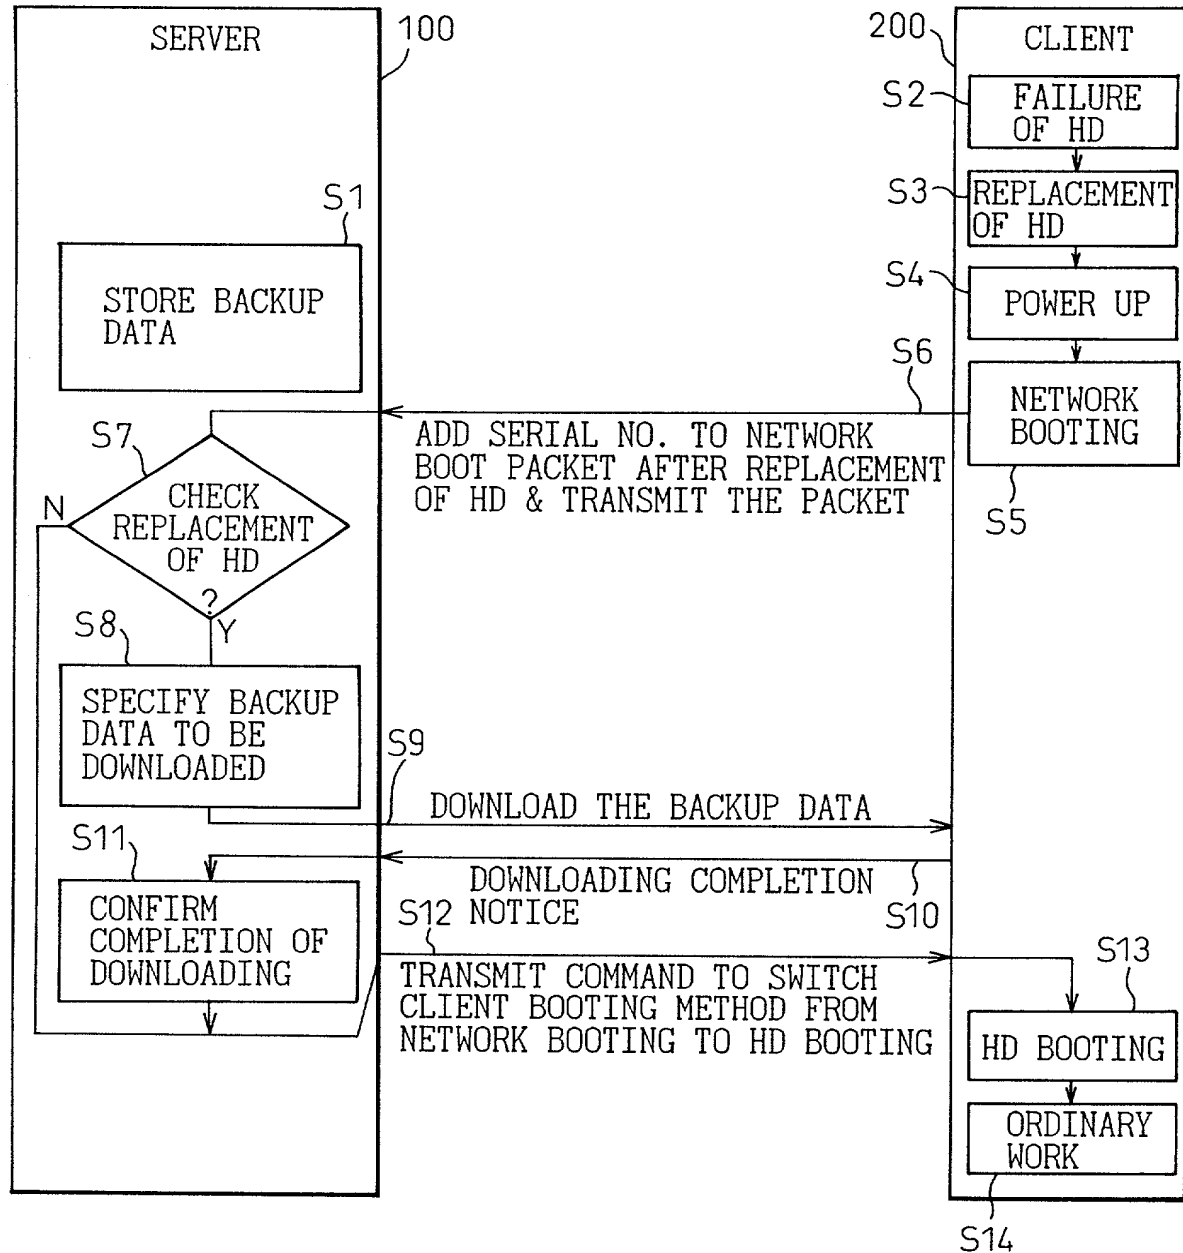 SERVER
100
200
CLIENT
S2
FAILURE
OF HD
S3
REPLACEMENT
OF HD
S1
STORE BACKUP
DATA
S4
POWER UP
S6
NETWORK
BOOTING
S5
ADD SERIAL NO. TO NETWORK
BOOT PACKET AFTER REPLACEMENT
OF HD & TRANSMIT THE PACKET
S7
N
CHECK
REPLACEMENT
OF HD
?
Y
S8
SPECIFY BACKUP
DATA TO BE
DOWNLOADED
S9
DOWNLOAD THE BACKUP DATA
S11
DOWNLOADING COMPLETION
NOTICE
S10
CONFIRM
COMPLETION OF
DOWNLOADING
S12
TRANSMIT COMMAND TO SWITCH
CLIENT BOOTING METHOD FROM
NETWORK BOOTING TO HD BOOTING
S13
HD BOOTING
ORDINARY
WORK
S14